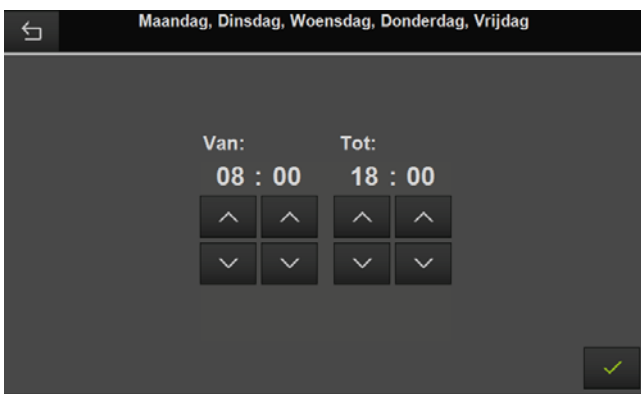 Maandag, Dinsdag, Woensdag, Donderdag, Vrijdag
Van: Tot:
08 : 00 18 : 00